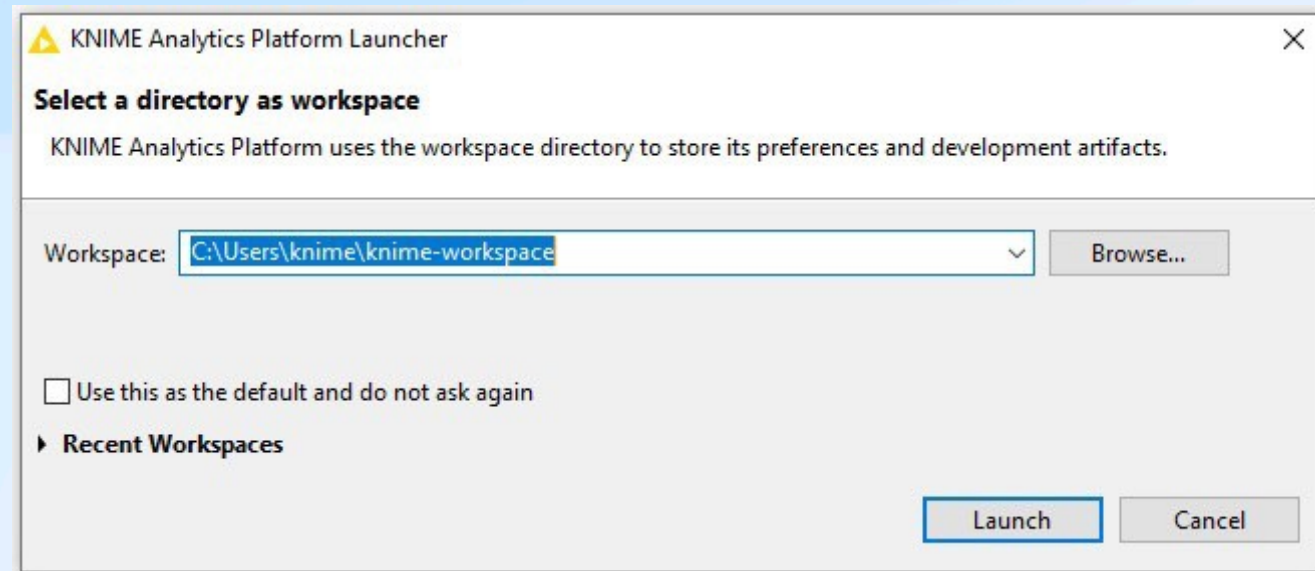 KNIME Analytics Platform Launcher
Select a directory as workspace
KNIME Analytics Platform uses the workspace directory to store its preferences and development artifacts.
Workspace: C:\Users\knime\knime-workspace Browse...
Use this as the default and do not ask again
Recent Workspaces
Launch Cancel